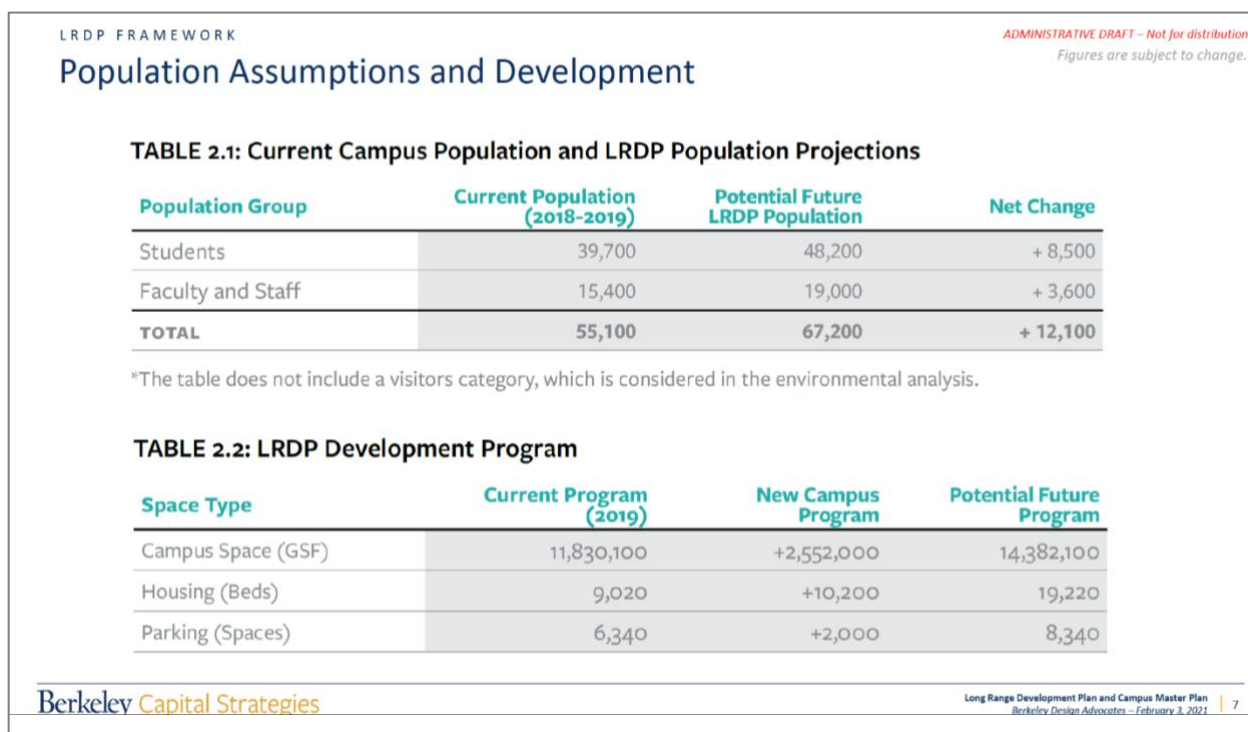 LRDP FRAMEWORK
ADMINISTRATIVE DRAFT – Not for distribution
Population Assumptions and Development
Figures are subject to change.
TABLE 2.1: Current Campus Population and LRDP Population Projections
Population Group Current Population (2018-2019) Potential Future LRDP Population Net Change
Students 39,700 48,200 + 8,500
Faculty and Staff 15,400 19,000 + 3,600
TOTAL 55,100 67,200 + 12,100
*The table does not include a visitors category, which is considered in the environmental analysis.
TABLE 2.2: LRDP Development Program
Space Type Current Program (2019) New Campus Program Potential Future Program
Campus Space (GSF) 11,830,100 +2,552,000 14,382,100
Housing (Beds) 9,020 +10,200 19,220
Parking (Spaces) 6,340 +2,000 8,340
Berkeley Capital Strategies
Long Range Development Plan and Campus Master Plan
Berkeley Design Advocates – February 3, 2021 | 7